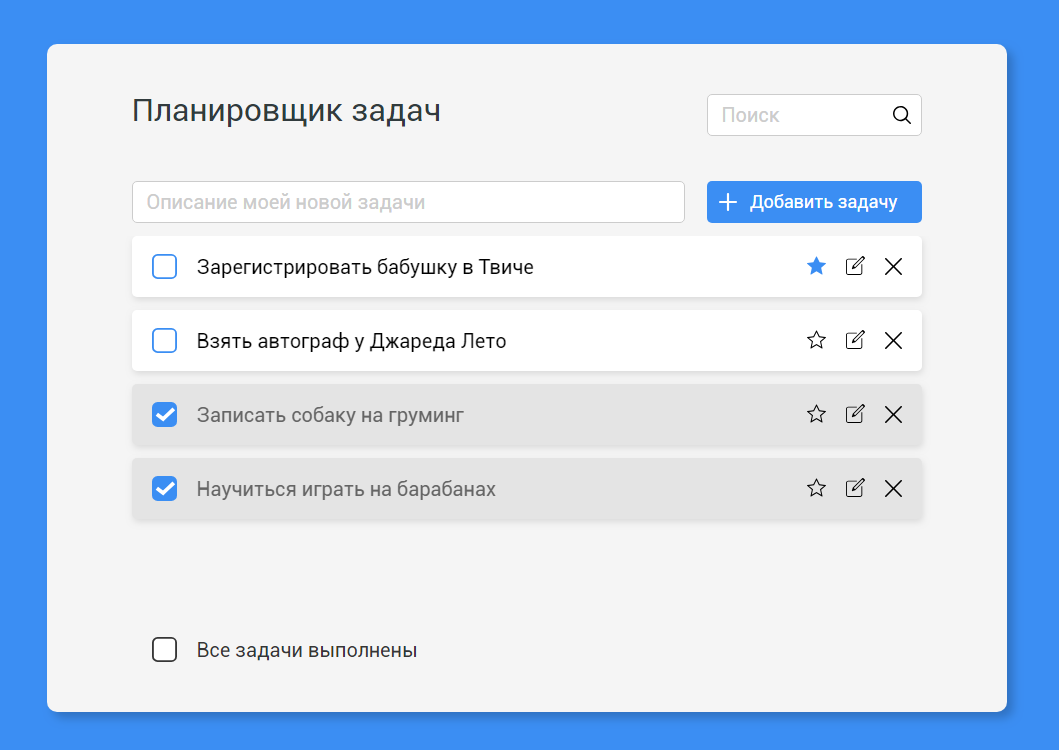 Планировщик задач
Поиск
Описание моей новой задачи
Добавить задачу
Зарегистрировать бабушку в Твиче
Взять автограф у Джареда Лето
Записать собаку на груминг
Научиться играть на барабанах
Все задачи выполнены